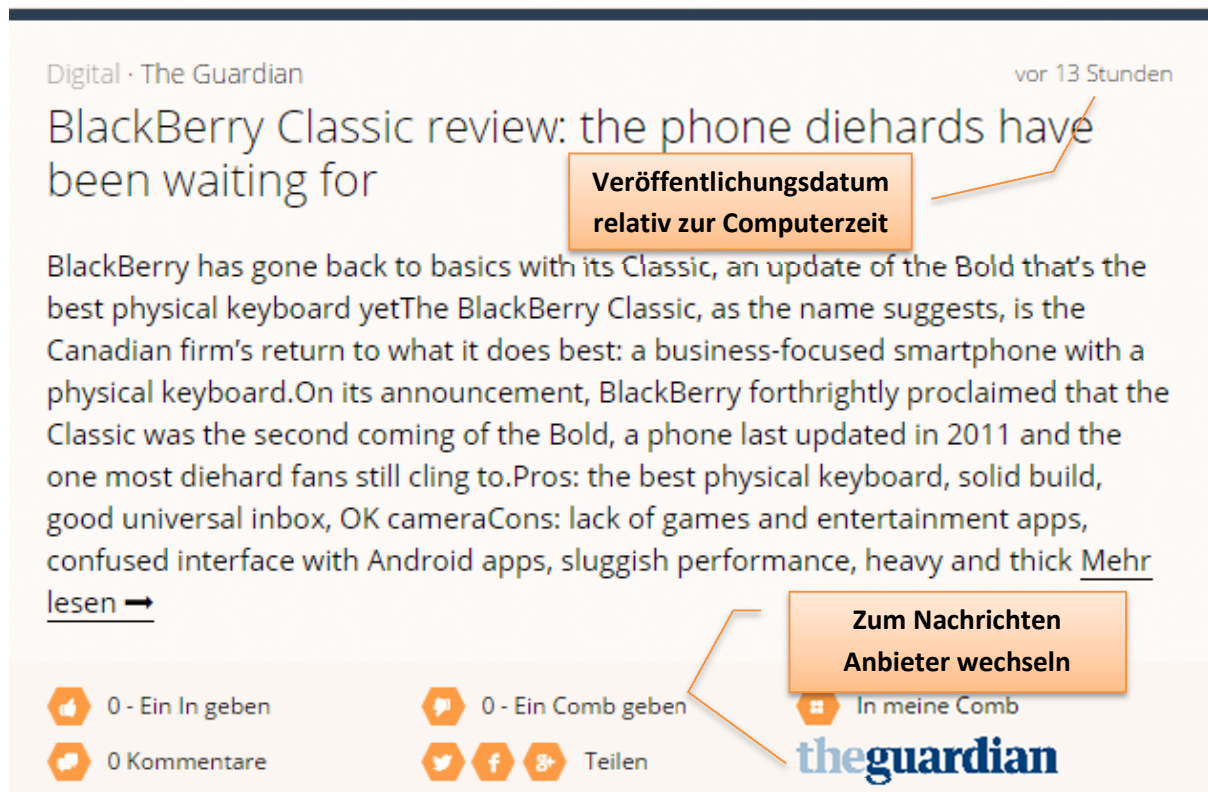 Digital · The Guardian
vor 13 Stunden
BlackBerry Classic review: the phone diehards have
been waiting for
Veröffentlichungsdatum
relativ zur Computerzeit
BlackBerry has gone back to basics with its Classic, an update of the Bold that's the
best physical keyboard yetThe BlackBerry Classic, as the name suggests, is the
Canadian firm's return to what it does best: a business-focused smartphone with a
physical keyboard.On its announcement, BlackBerry forthrightly proclaimed that the
Classic was the second coming of the Bold, a phone last updated in 2011 and the
one most diehard fans still cling to.Pros: the best physical keyboard, solid build,
good universal inbox, OK cameraCons: lack of games and entertainment apps,
confused interface with Android apps, sluggish performance, heavy and thick Mehr
lesen ➞
Zum Nachrichten
Anbieter wechseln
0 - Ein In geben
0 - Ein Comb geben
In meine Comb
0 Kommentare
Teilen
theguardian